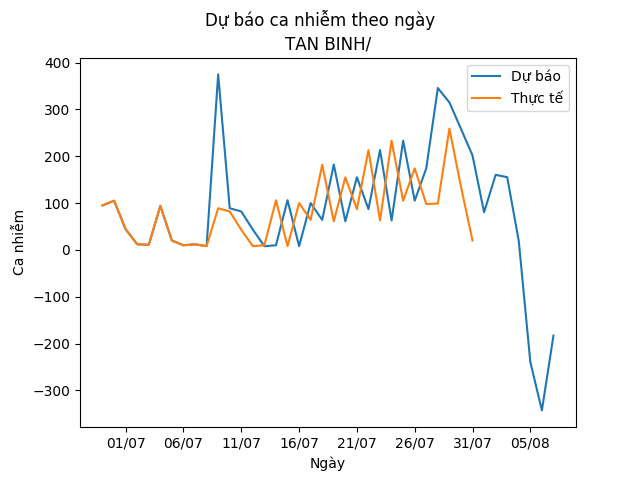 Dự báo ca nhiễm theo ngày
TAN BINH/
Dự báo
Thực tế
Ca nhiễm
400
300
200
100
0
−100
−200
−300
01/07 06/07 11/07 16/07 21/07 26/07 31/07 05/08
Ngày